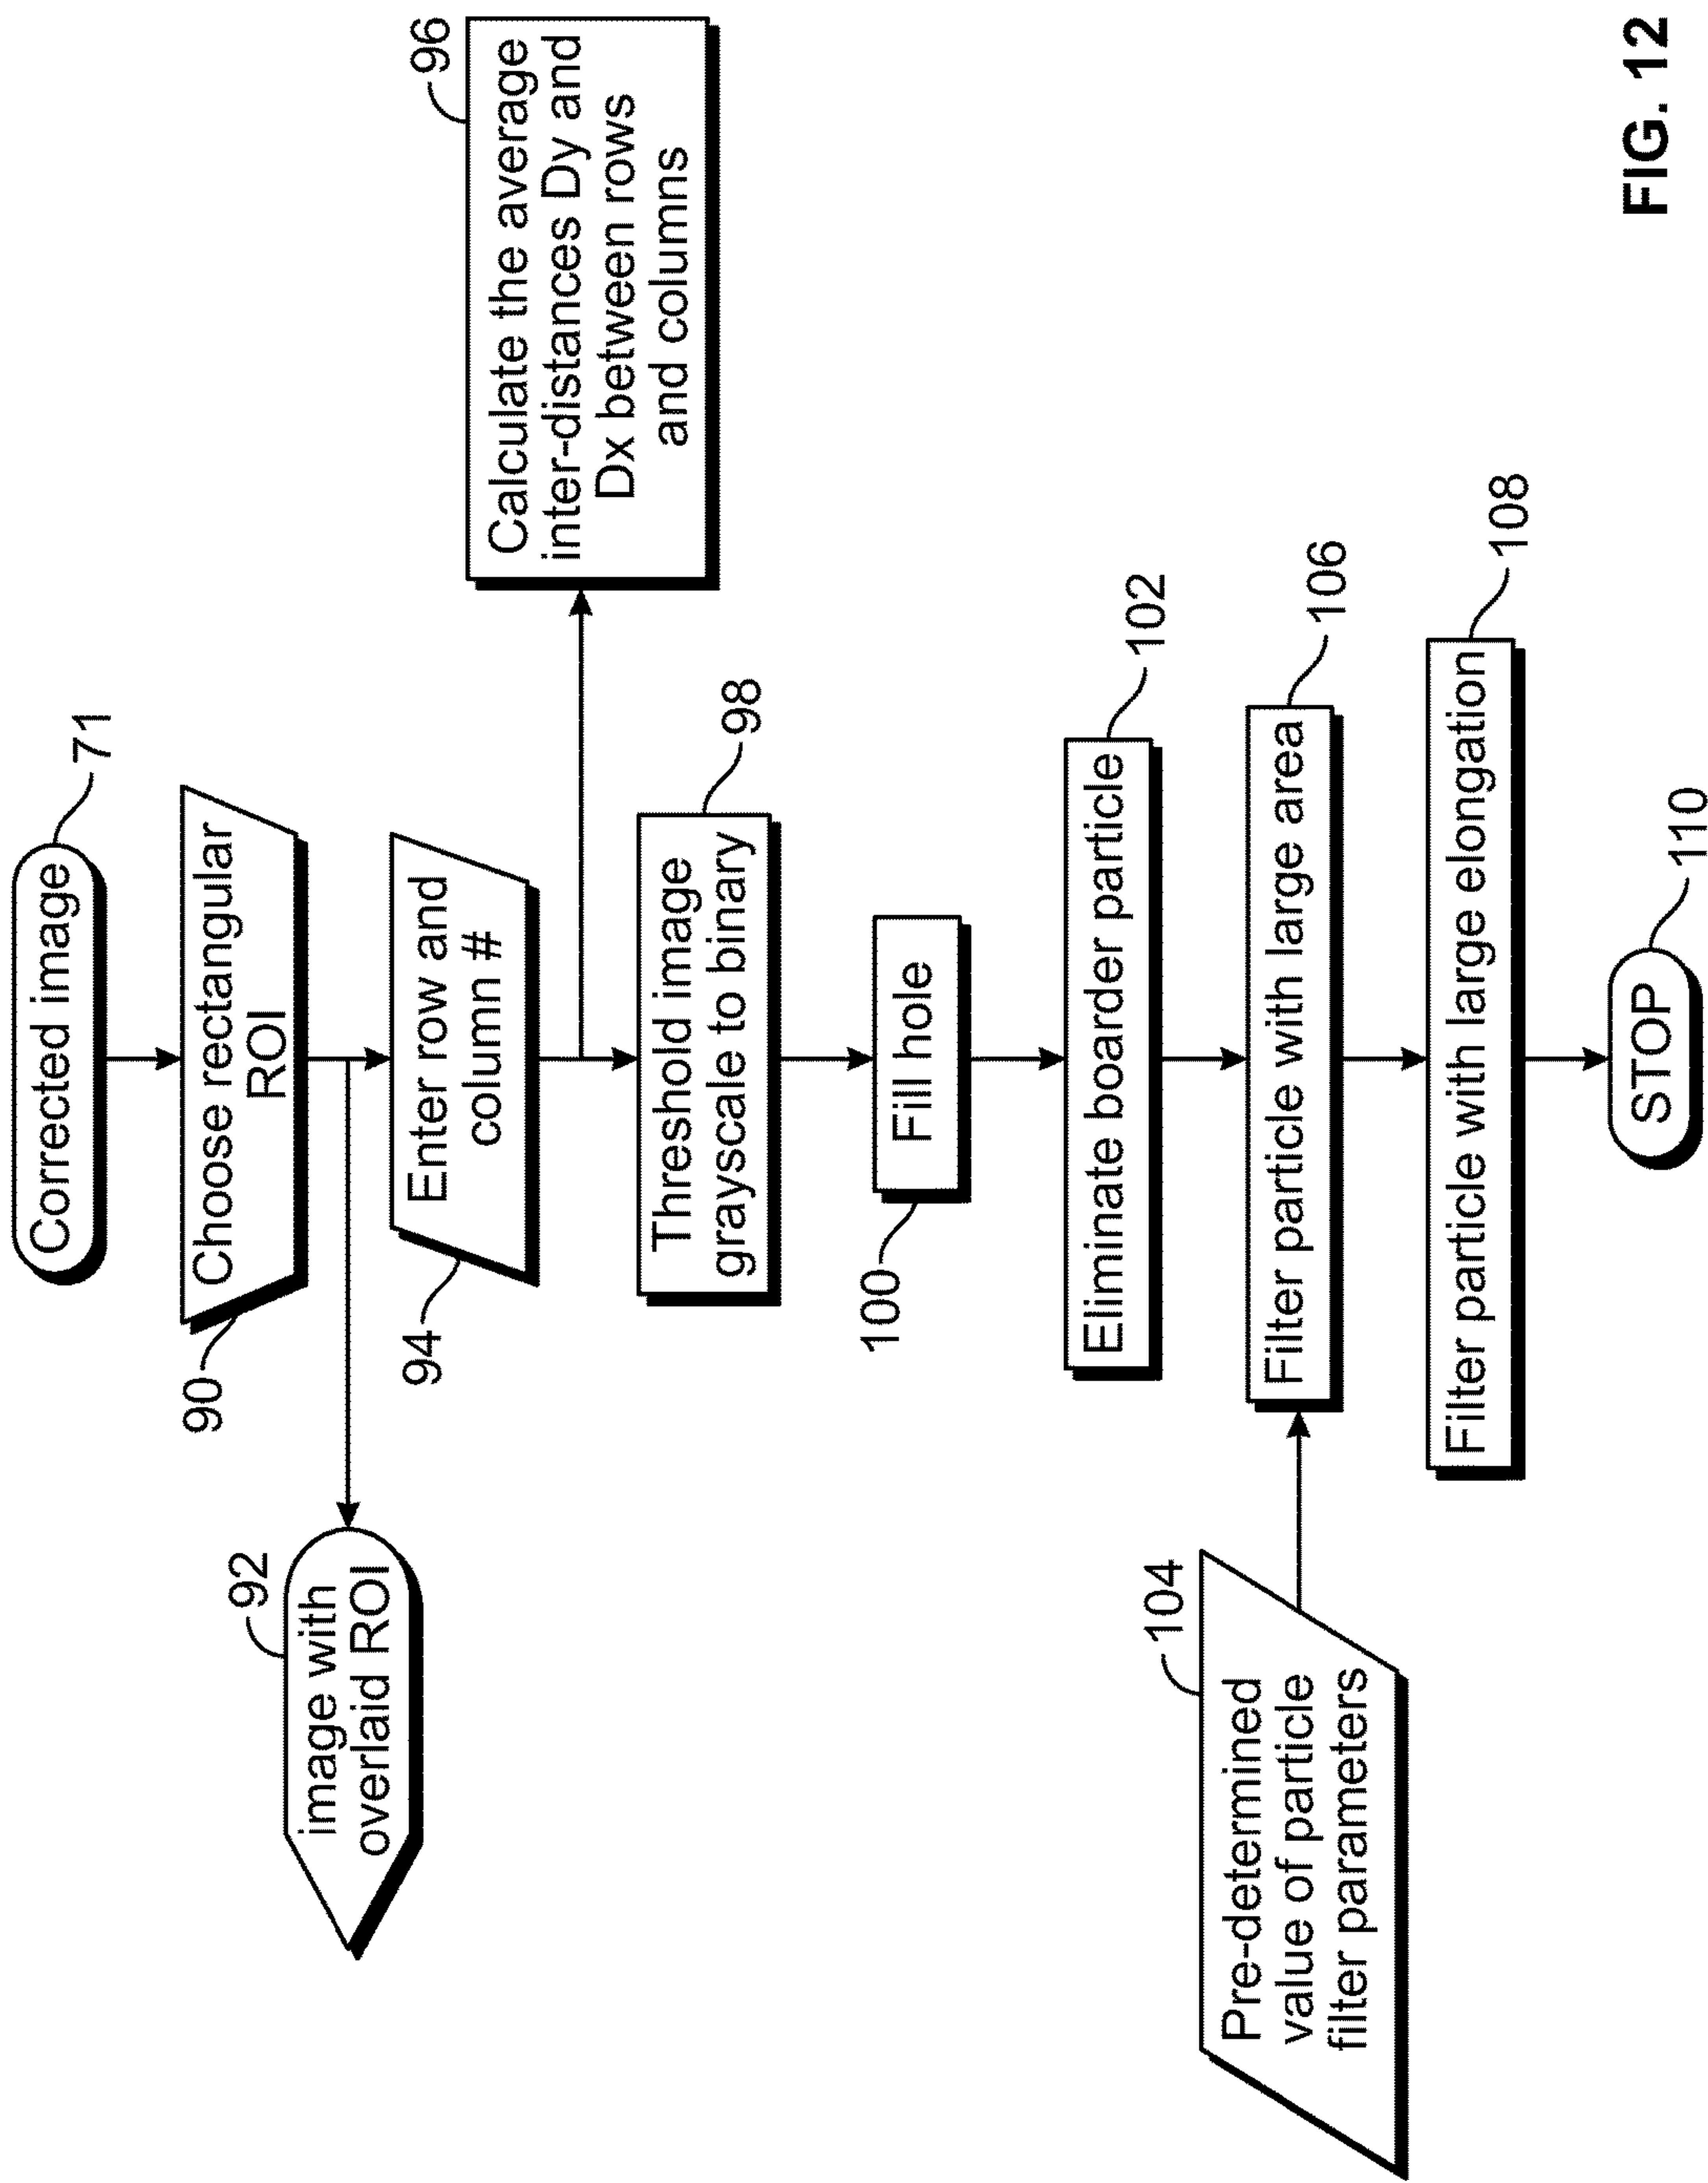 Corrected image
71
Choose rectangular
ROI
90
image with
overlaid ROI
92
Enter row and
column #
94
Calculate the average
inter-distances Dy and
Dx between rows
and columns
96
Threshold image
grayscale to binary
98
Fill hole
100
Eliminate boarder particle
102
Pre-determined
value of particle
filter parameters
104
Filter particle with large area
106
Filter particle with large elongation
108
STOP
110
FIG. 12